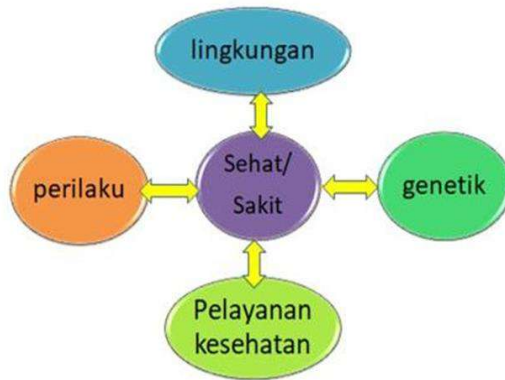 lingkungan
perilaku
Sehat/
Sakit
genetik
Pelayanan
kesehatan